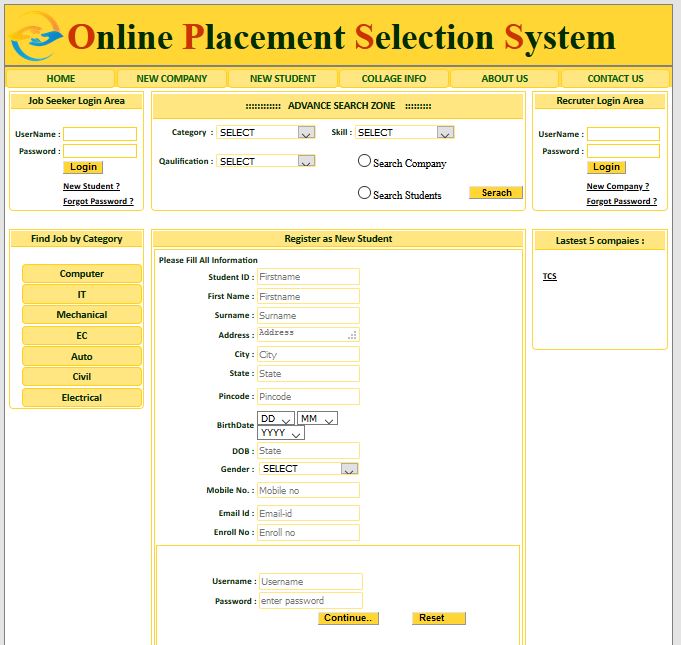 Online Placement Selection System
HOME NEW COMPANY NEW STUDENT COLLAGE INFO ABOUT US CONTACT US
Job Seeker Login Area
UserName :
Password :
Login
New Student ?
Forgot Password ?
:::::::::::: ADVANCE SEARCH ZONE :::::::::
Category : SELECT Skill : SELECT
Qaulification : SELECT Search Company
Search Students Serach
Recruter Login Area
UserName :
Password :
Login
New Company ?
Forgot Password ?
Find Job by Category
Computer
IT
Mechanical
EC
Auto
Civil
Electrical
Register as New Student
Please Fill All Information
Student ID : Firstname
First Name : Firstname
Surname : Surname
Address : Address
City : City
State : State
Pincode : Pincode
BirthDate DD MM
YYYY
DOB : State
Gender : SELECT
Mobile No. : Mobile no
Email Id : Email-id
Enroll No : Enroll no
Username : Username
Password : enter password
Continue.. Reset
Lastest 5 compaies :
TCS